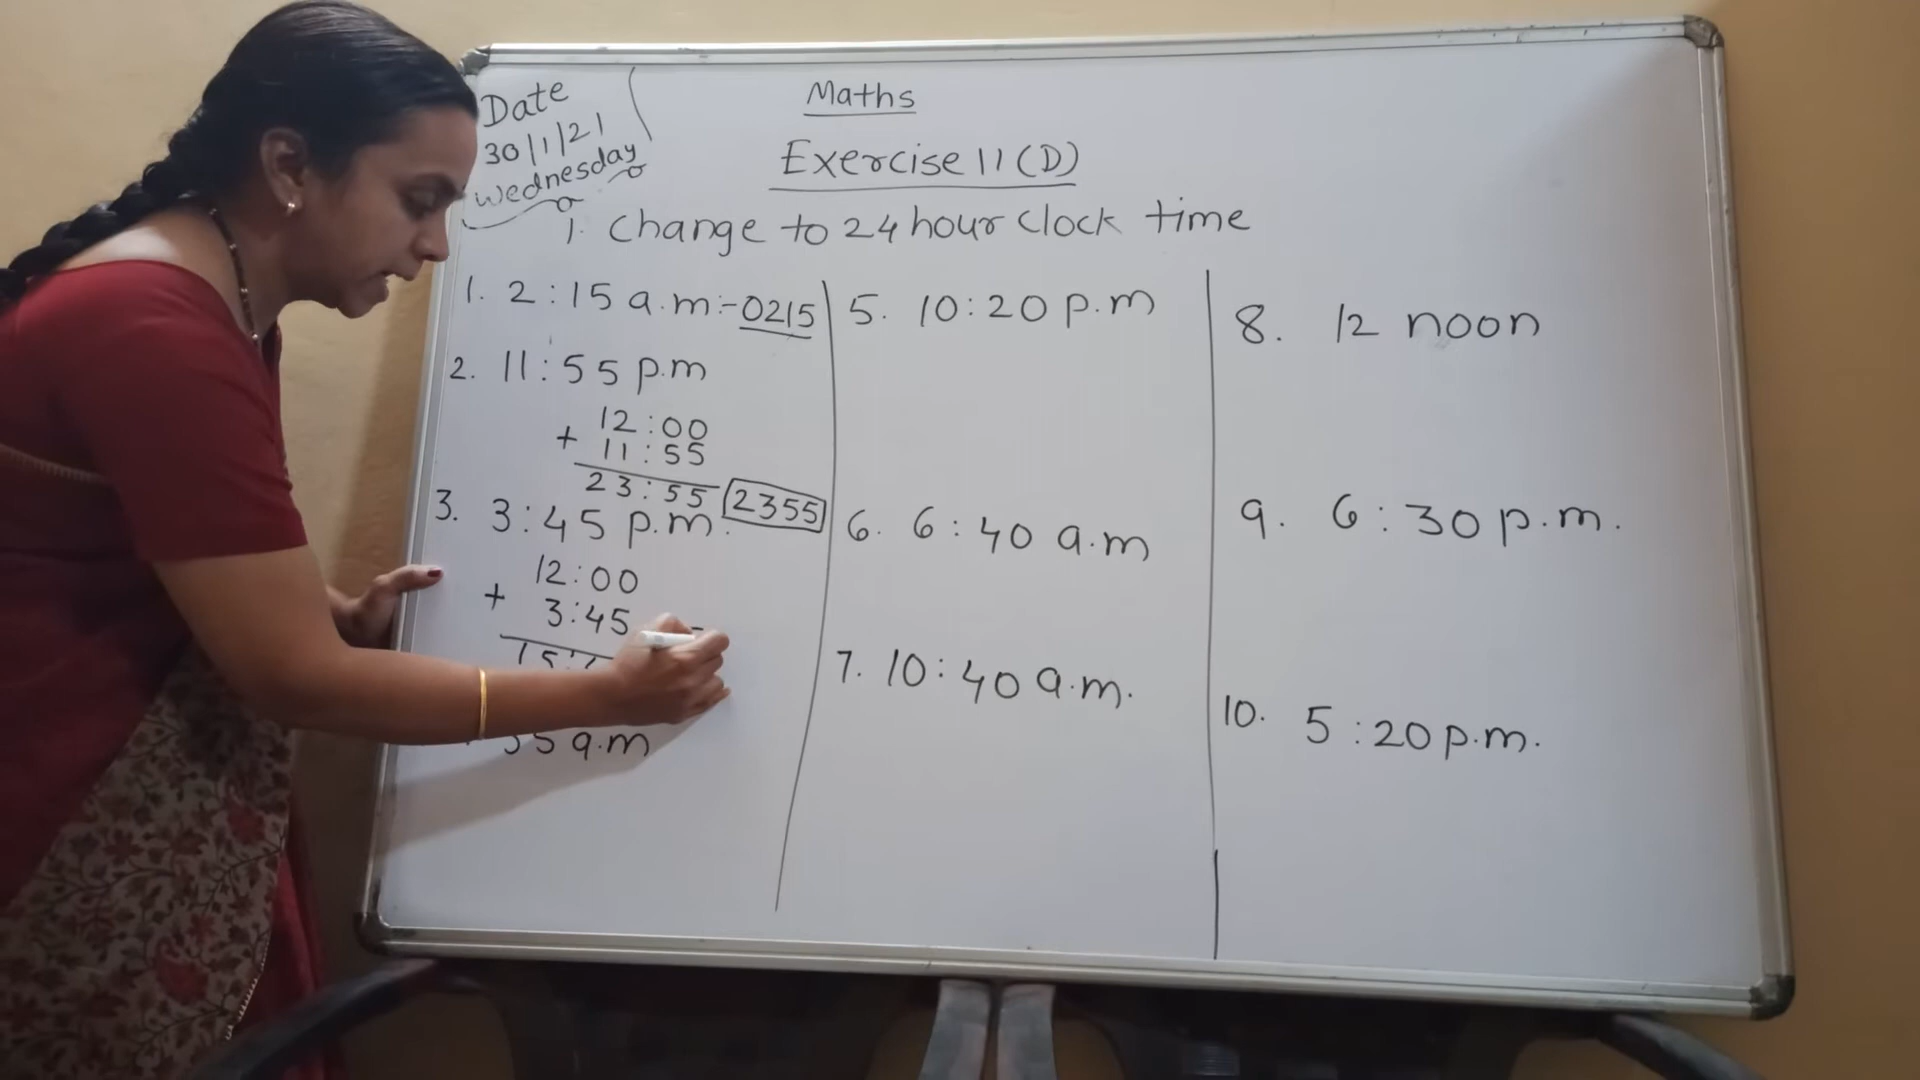 Date
30/1/21
Wednesday
Maths
Exercise 11 (D)
1. Change to 24 hour Clock time
1. 2:15 a.m:- 0215
2. 11:55 p.m
12:00
+ 11:55
23:55 2355
3. 3:45 p.m.
12:00
+ 3:45
15:
55 a.m
5. 10:20 p.m
6. 6:40 a.m
7. 10:40 a.m.
8. 12 noon
9. 6:30 p.m.
10. 5:20 p.m.